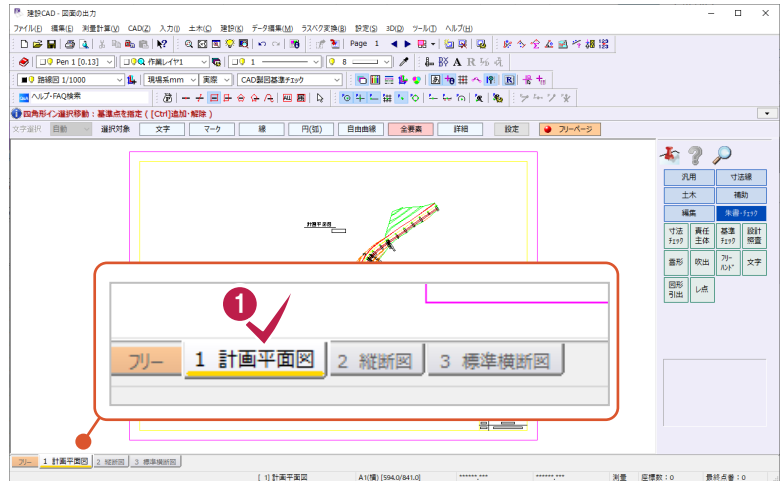 建設CAD - 図面の出力
ファイル(F) 編集(E) 測量計算(V) CAD(Z) 入力(I) 土木(C) 建設(K) データ編集(M) ラスベク変換(B) 設定(S) 3D(D) ツール(T) ヘルプ(H)
Page 1
Pen 1 [0.13] 作業レイヤ1 1 8
路線図 1/1000 現場系mm 実際 CAD製図基準チェック
ヘルプ・FAQ検索
四角形イン選択移動：基準点を指定 ( [Ctrl]追加・解除 )
文字選択 自動 選択対象 文字 マーク 線 円(弧) 自由曲線 全要素 詳細 設定 フリーページ
汎用 寸法線
土木 補助
編集 朱書・ﾁｪｯｸ
寸法ﾁｪｯｸ 責任主体 基準ﾁｪｯｸ 設計照査
雲形 吹出 ﾌﾘｰﾊﾝﾄﾞ 文字
図形引出 レ点
計画平面図
1
フリー 1 計画平面図 2 縦断図 3 標準横断図
フリー 1 計画平面図 2 縦断図 3 標準横断図
[ 1] 計画平面図 A1(横) [594.0/841.0] ******.*** ******.*** 測量 座標数：0 最終点番：0